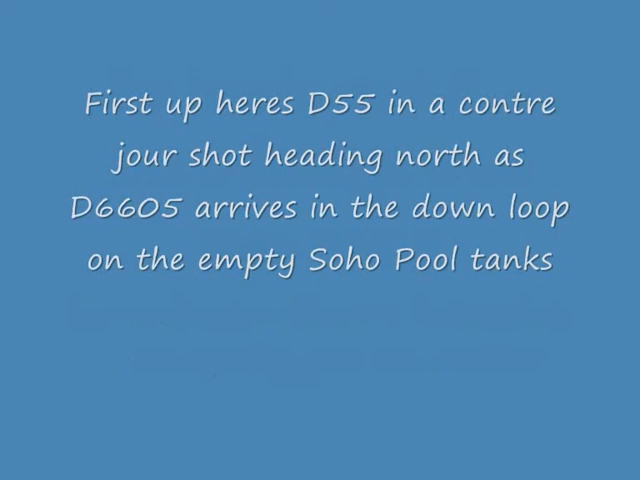 First up heres D55 in a contre
jour shot heading north as
D6605 arrives in the down loop
on the empty Soho Pool tanks